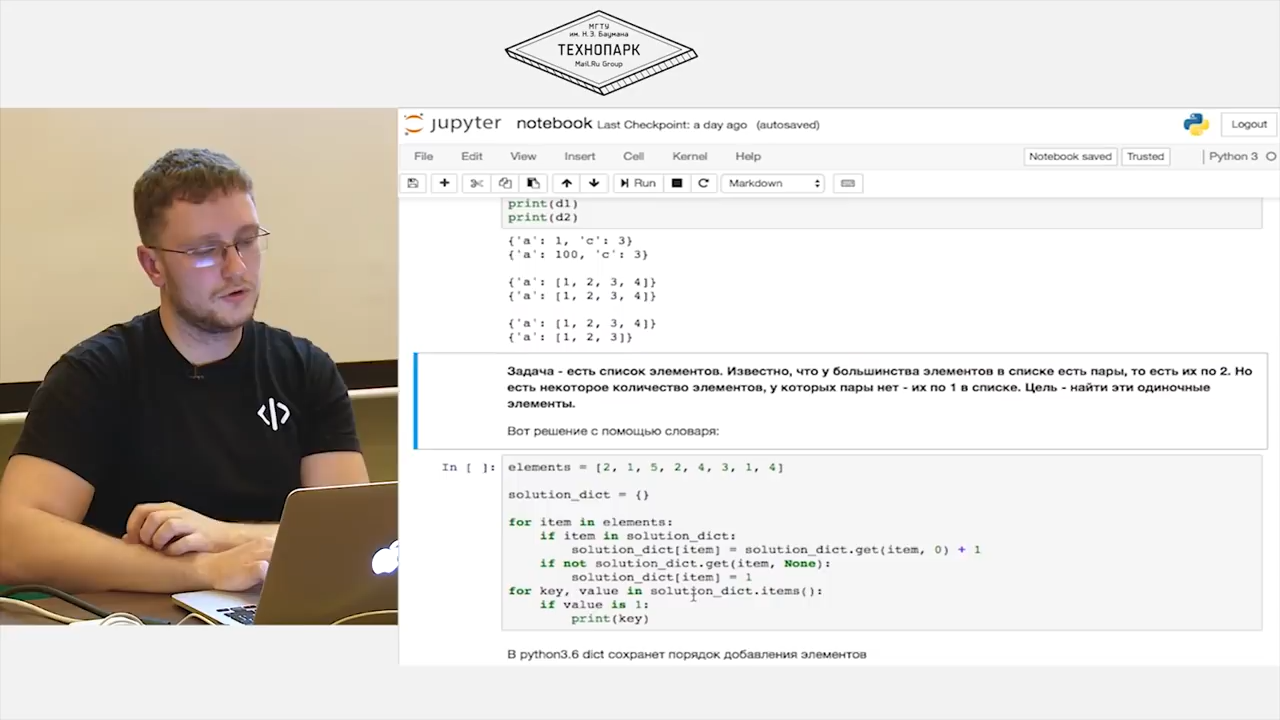 МГТУ
им. Н.Э. Баумана
ТЕХНОПАРК
Mail.Ru Group
jupyter notebook Last Checkpoint: a day ago (autosaved)
Logout
File Edit View Insert Cell Kernel Help
Notebook saved Trusted Python 3
Run Markdown
print(d1)
print(d2)
{'a': 1, 'c': 3}
{'a': 100, 'c': 3}
{'a': [1, 2, 3, 4]}
{'a': [1, 2, 3, 4]}
{'a': [1, 2, 3, 4]}
{'a': [1, 2, 3]}
Задача - есть список элементов. Известно, что у большинства элементов в списке есть пары, то есть их по 2. Но
есть некоторое количество элементов, у которых пары нет - их по 1 в списке. Цель - найти эти одиночные
элементы.
Вот решение с помощью словаря:
In [ ]: elements = [2, 1, 5, 2, 4, 3, 1, 4]
solution_dict = {}
for item in elements:
if item in solution_dict:
solution_dict[item] = solution_dict.get(item, 0) + 1
if not solution_dict.get(item, None):
solution_dict[item] = 1
for key, value in solution_dict.items():
if value is 1:
print(key)
В python3.6 dict сохранет порядок добавления элементов